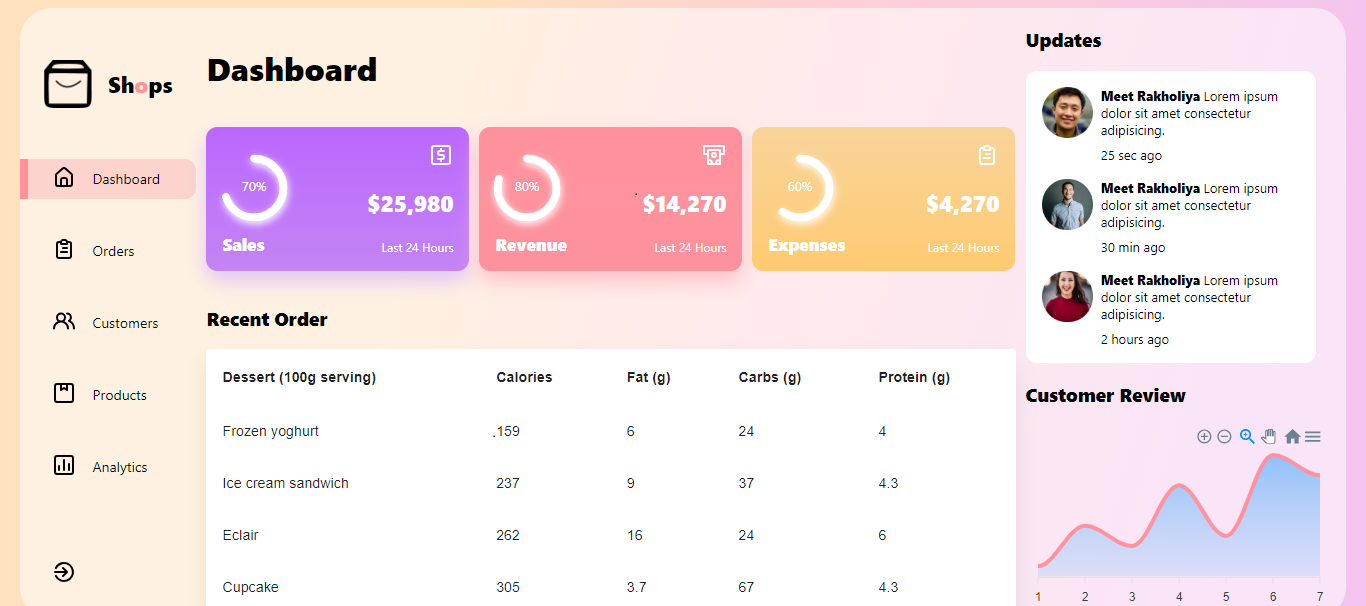 Shops
Dashboard
Orders
Customers
Products
Analytics
Dashboard
70%
$25,980
Sales
Last 24 Hours
80%
$14,270
Revenue
Last 24 Hours
60%
$4,270
Expenses
Last 24 Hours
Recent Order
Dessert (100g serving) Calories Fat (g) Carbs (g) Protein (g)
Frozen yoghurt 159 6 24 4
Ice cream sandwich 237 9 37 4.3
Eclair 262 16 24 6
Cupcake 305 3.7 67 4.3
Updates
Meet Rakholiya Lorem ipsum
dolor sit amet consectetur
adipisicing.
25 sec ago
Meet Rakholiya Lorem ipsum
dolor sit amet consectetur
adipisicing.
30 min ago
Meet Rakholiya Lorem ipsum
dolor sit amet consectetur
adipisicing.
2 hours ago
Customer Review
1 2 3 4 5 6 7